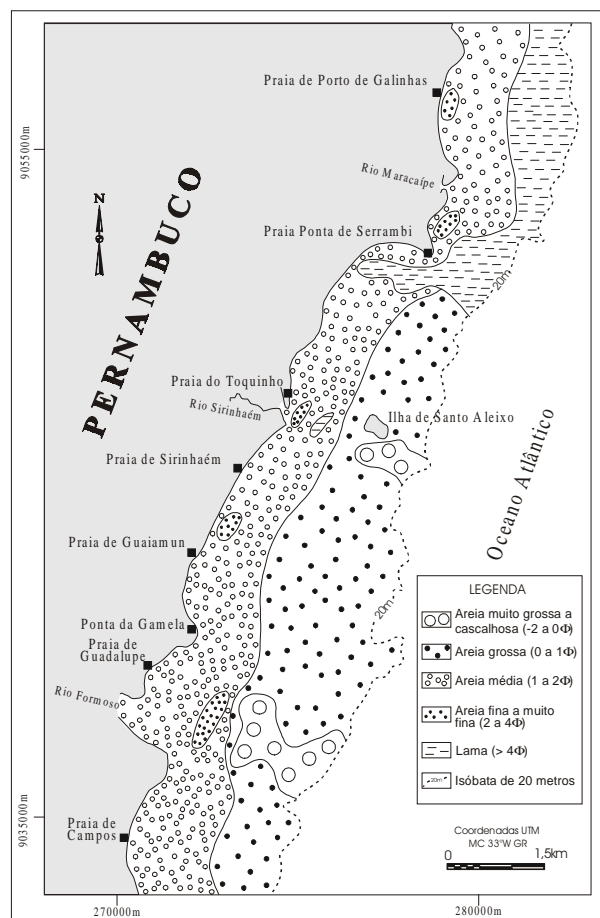 Praia de Porto de Galinhas
9055000m
Rio Maracaípe
N
PERNAMBUCO
Praia Ponta de Serrambi
20m
Praia do Toquinho
Rio Sirinhaém
Ilha de Santo Aleixo
Praia de Sirinhaém
Oceano Atlântico
Praia de Guaiamun
20m
Ponta da Gamela
Praia de
Guadalupe
Rio Formoso
LEGENDA
Areia muito grossa a
cascalhosa (-2 a 0Φ)
Areia grossa (0 a 1Φ)
Areia média (1 a 2Φ)
Areia fina a muito
fina (2 a 4Φ)
Lama (> 4Φ)
20m
Isóbata de 20 metros
9035000m
Praia de
Campos
Coordenadas UTM
MC 33ºW GR
0 1,5km
270000m
280000m